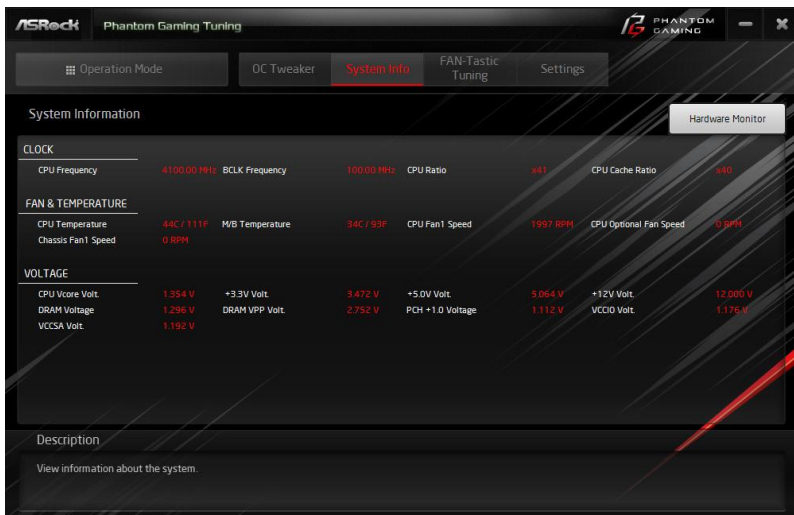 ASRock Phantom Gaming Tuning PHANTOM GAMING
Operation Mode OC Tweaker System Info FAN-Tastic Tuning Settings
System Information
Hardware Monitor
CLOCK
CPU Frequency 4100.00 MHz BCLK Frequency 100.00 MHz CPU Ratio x41 CPU Cache Ratio x40
FAN & TEMPERATURE
CPU Temperature 44C / 111F M/B Temperature 34C / 93F CPU Fan1 Speed 1997 RPM CPU Optional Fan Speed 0 RPM
Chassis Fan1 Speed 0 RPM
VOLTAGE
CPU Vcore Volt. 1.354 V +3.3V Volt. 3.472 V +5.0V Volt. 5.064 V +12V Volt. 12.000 V
DRAM Voltage 1.296 V DRAM VPP Volt. 2.752 V PCH +1.0 Voltage 1.112 V VCCIO Volt. 1.176 V
VCCSA Volt. 1.192 V
Description
View information about the system.